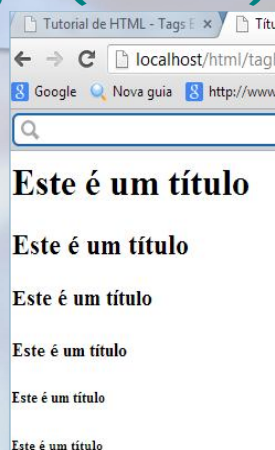 Tutorial de HTML - Tags E
Títu
localhost/html/tagl
Google Nova guia http://www
Este é um título
Este é um título
Este é um título
Este é um título
Este é um título
Este é um título